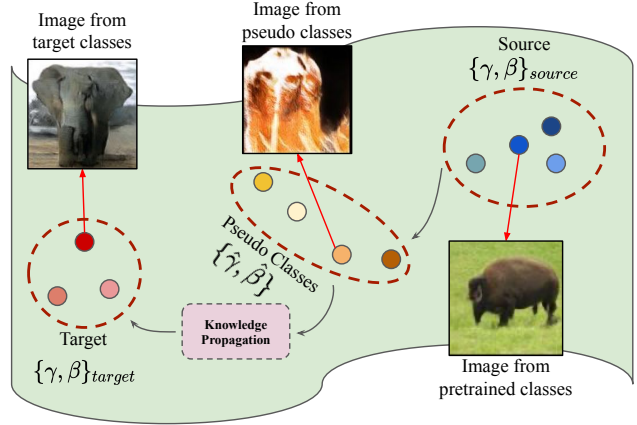 Image from
target classes
Image from
pseudo classes
Source
{γ, β}source
Pseudo Classes
{γ̂, β̂}
Knowledge
Propagation
Target
{γ, β}target
Image from
pretrained classes